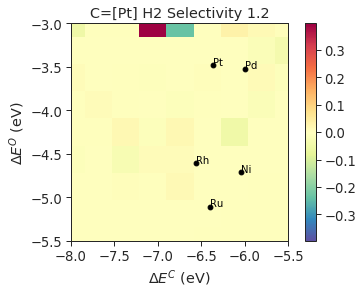 C=[Pt] H2 Selectivity 1.2
−3.0
−3.5
−4.0
−4.5
−5.0
−5.5
ΔE^O (eV)
Pt
Pd
Rh
Ni
Ru
−8.0 −7.5 −7.0 −6.5 −6.0 −5.5
ΔE^C (eV)
0.3
0.2
0.1
0.0
−0.1
−0.2
−0.3